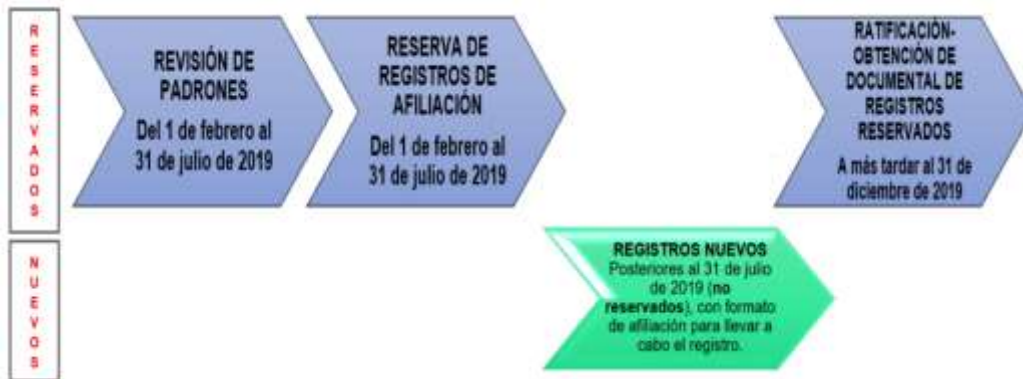 RESERVADOS
REVISIÓN DE
PADRONES
Del 1 de febrero al
31 de julio de 2019
RESERVA DE
REGISTROS DE
AFILIACIÓN
Del 1 de febrero al
31 de julio de 2019
RATIFICACIÓN-
OBTENCIÓN DE
DOCUMENTAL DE
REGISTROS
RESERVADOS
A más tardar al 31 de
diciembre de 2019
NUEVOS
REGISTROS NUEVOS
Posteriores al 31 de julio
de 2019 (no
reservados), con formato
de afiliación para llevar a
cabo el registro.